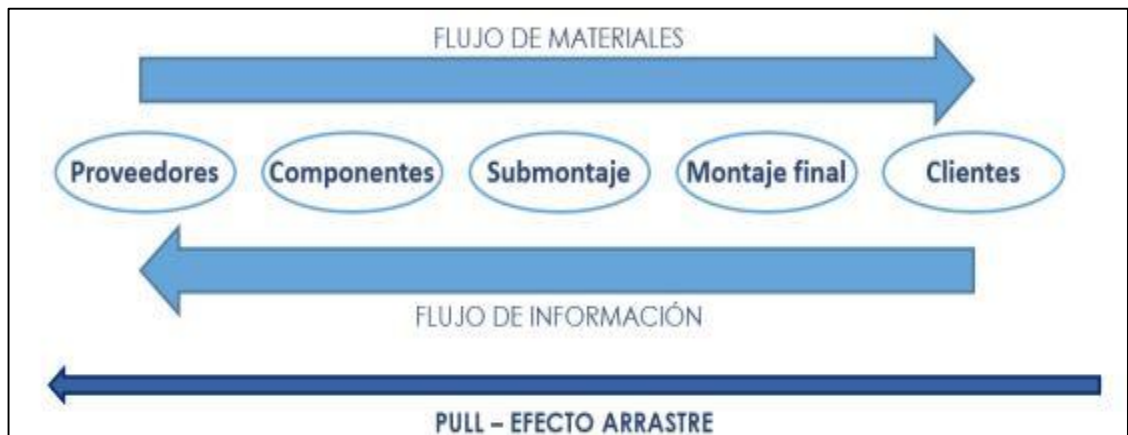 FLUJO DE MATERIALES
Proveedores Componentes Submontaje Montaje final Clientes
FLUJO DE INFORMACIÓN
PULL – EFECTO ARRASTRE